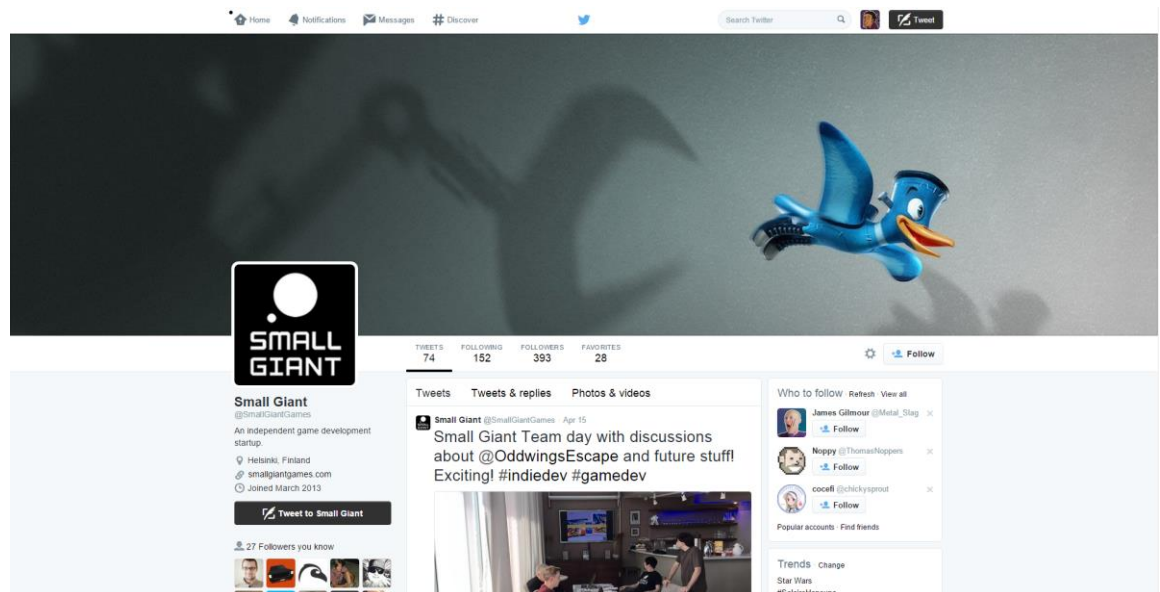 Home Notifications Messages # Discover Search Twitter Tweet
SMALL
GIANT
TWEETS FOLLOWING FOLLOWERS FAVORITES
74 152 393 28
Follow
Small Giant
@SmallGiantGames
An independent game development
startup.
Helsinki, Finland
smallgiantgames.com
Joined March 2013
Tweet to Small Giant
27 Followers you know
Tweets Tweets & replies Photos & videos
Small Giant @SmallGiantGames Apr 15
Small Giant Team day with discussions
about @OddwingsEscape and future stuff!
Exciting! #indiedev #gamedev
Who to follow Refresh · View all
James Gilmour @Metal_Slag
Follow
Noppy @ThomasNoppers
Follow
cocefi @chickysprout
Follow
Popular accounts · Find friends
Trends Change
Star Wars